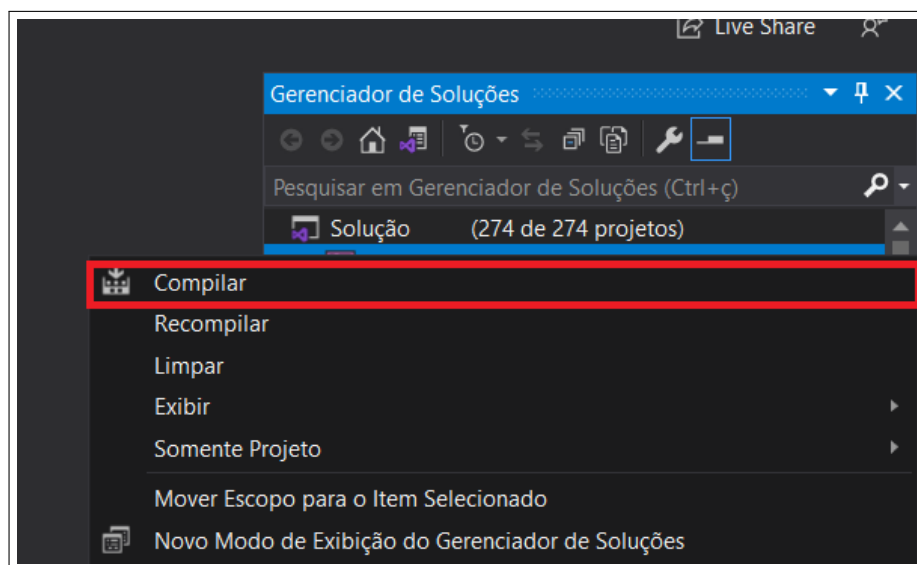 Live Share
Gerenciador de Soluções
Pesquisar em Gerenciador de Soluções (Ctrl+ç)
Solução (274 de 274 projetos)
Compilar
Recompilar
Limpar
Exibir
Somente Projeto
Mover Escopo para o Item Selecionado
Novo Modo de Exibição do Gerenciador de Soluções